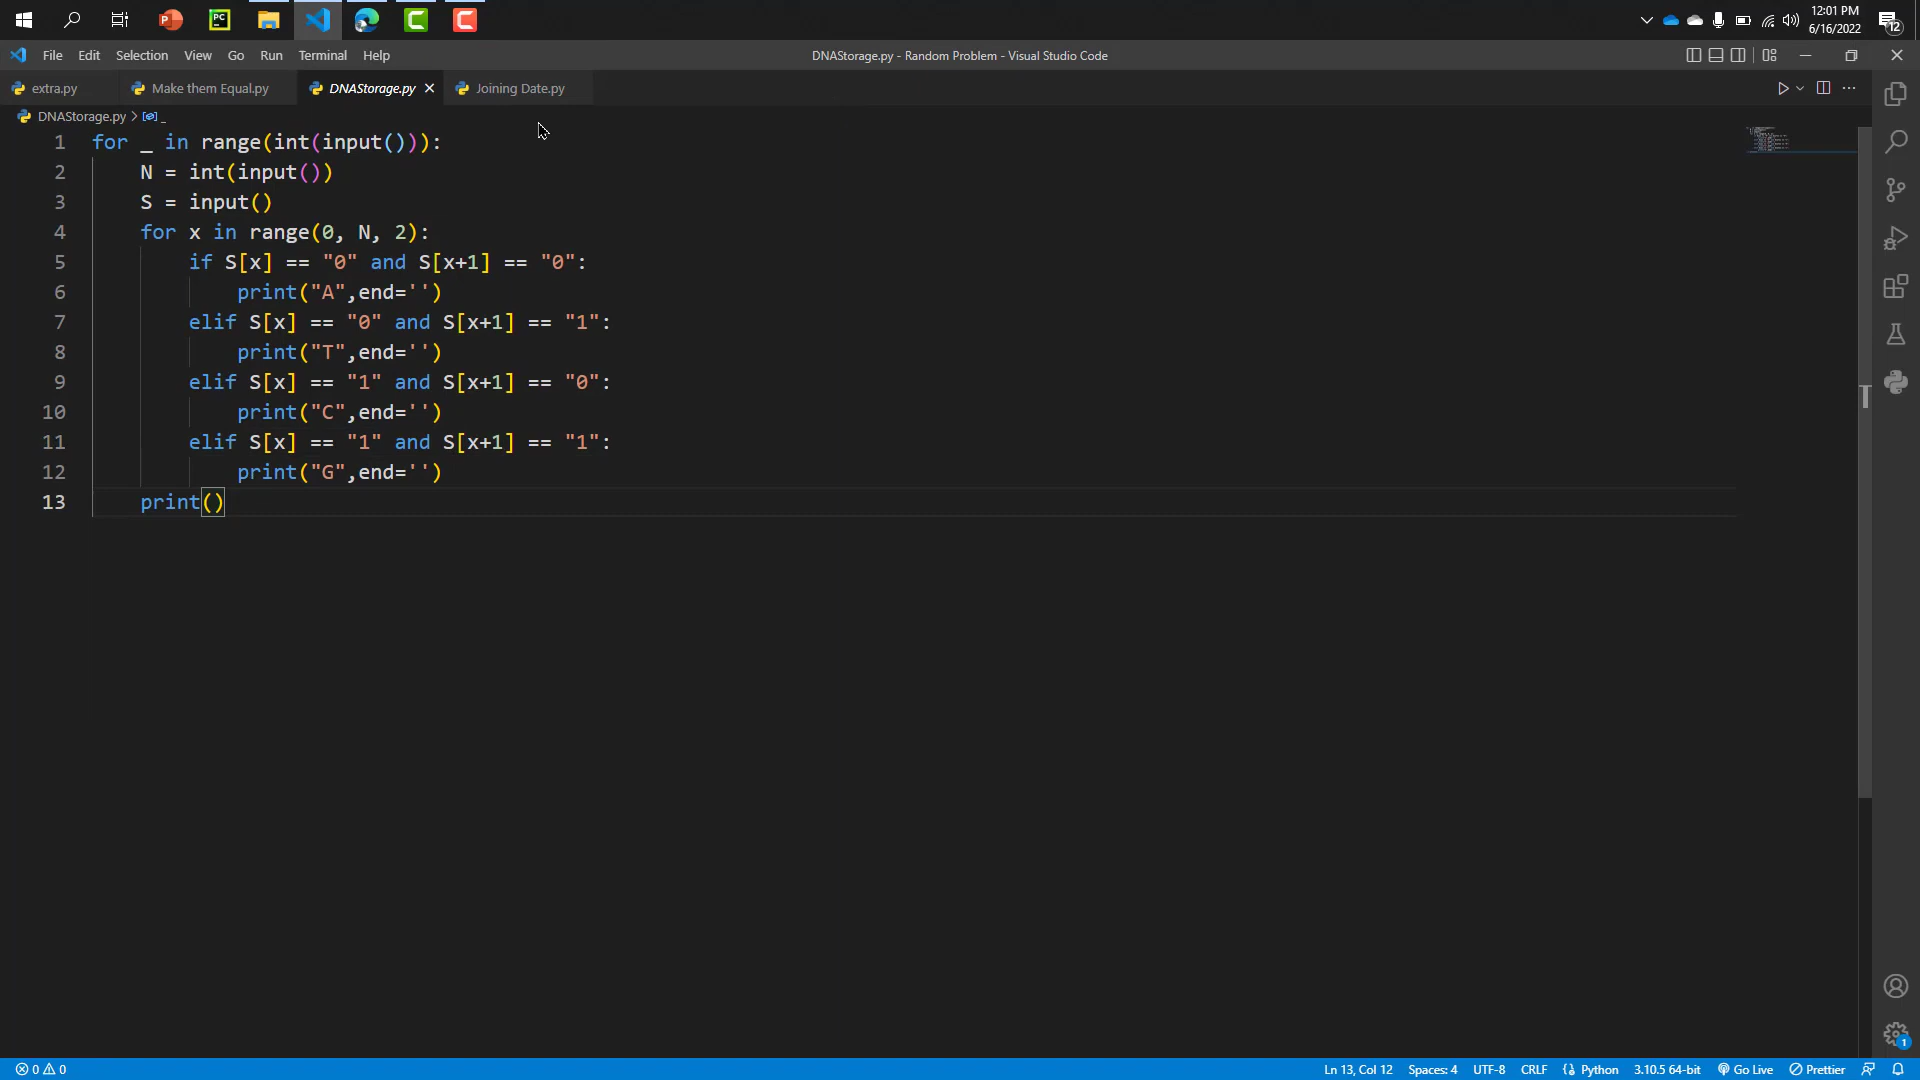 12:01 PM
6/16/2022
12
File Edit Selection View Go Run Terminal Help
DNAStorage.py - Random Problem - Visual Studio Code
extra.py
Make them Equal.py
DNAStorage.py
Joining Date.py
DNAStorage.py > _
1 for _ in range(int(input())):
2 N = int(input())
3 S = input()
4 for x in range(0, N, 2):
5 if S[x] == "0" and S[x+1] == "0":
6 print("A",end='')
7 elif S[x] == "0" and S[x+1] == "1":
8 print("T",end='')
9 elif S[x] == "1" and S[x+1] == "0":
10 print("C",end='')
11 elif S[x] == "1" and S[x+1] == "1":
12 print("G",end='')
13 print()
1
0 0
Ln 13, Col 12 Spaces: 4 UTF-8 CRLF Python 3.10.5 64-bit Go Live Prettier